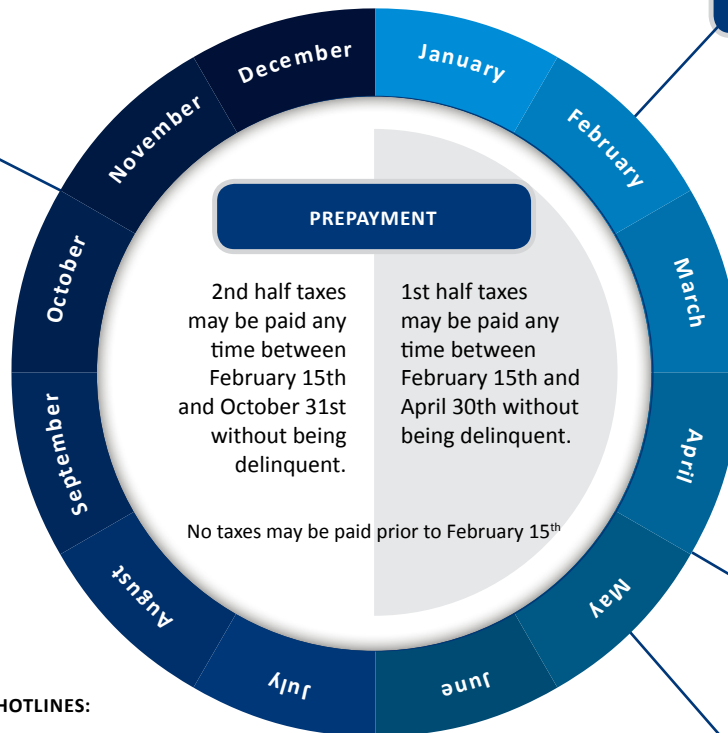 January
February
March
April
May
June
July
August
September
October
November
December
PREPAYMENT
2nd half taxes
may be paid any
time between
February 15th
and October 31st
without being
delinquent.
1st half taxes
may be paid any
time between
February 15th and
April 30th without
being delinquent.
No taxes may be paid prior to February 15th
HOTLINES: